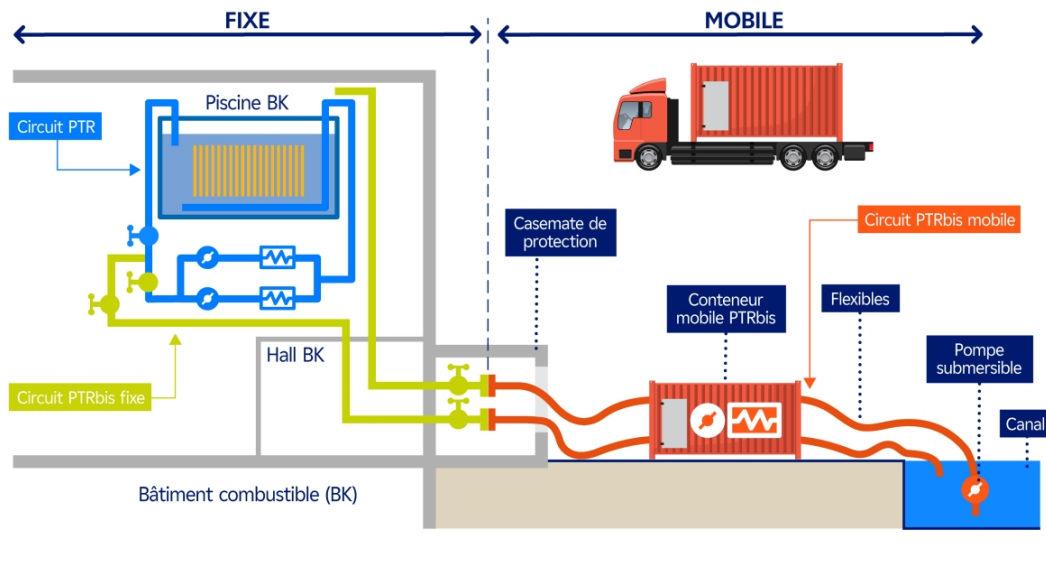 FIXE
MOBILE
Piscine BK
Circuit PTR
Casemate de
protection
Circuit PTRbis mobile
Conteneur
mobile PTRbis
Flexibles
Pompe
submersible
Hall BK
Circuit PTRbis fixe
Canal
Bâtiment combustible (BK)